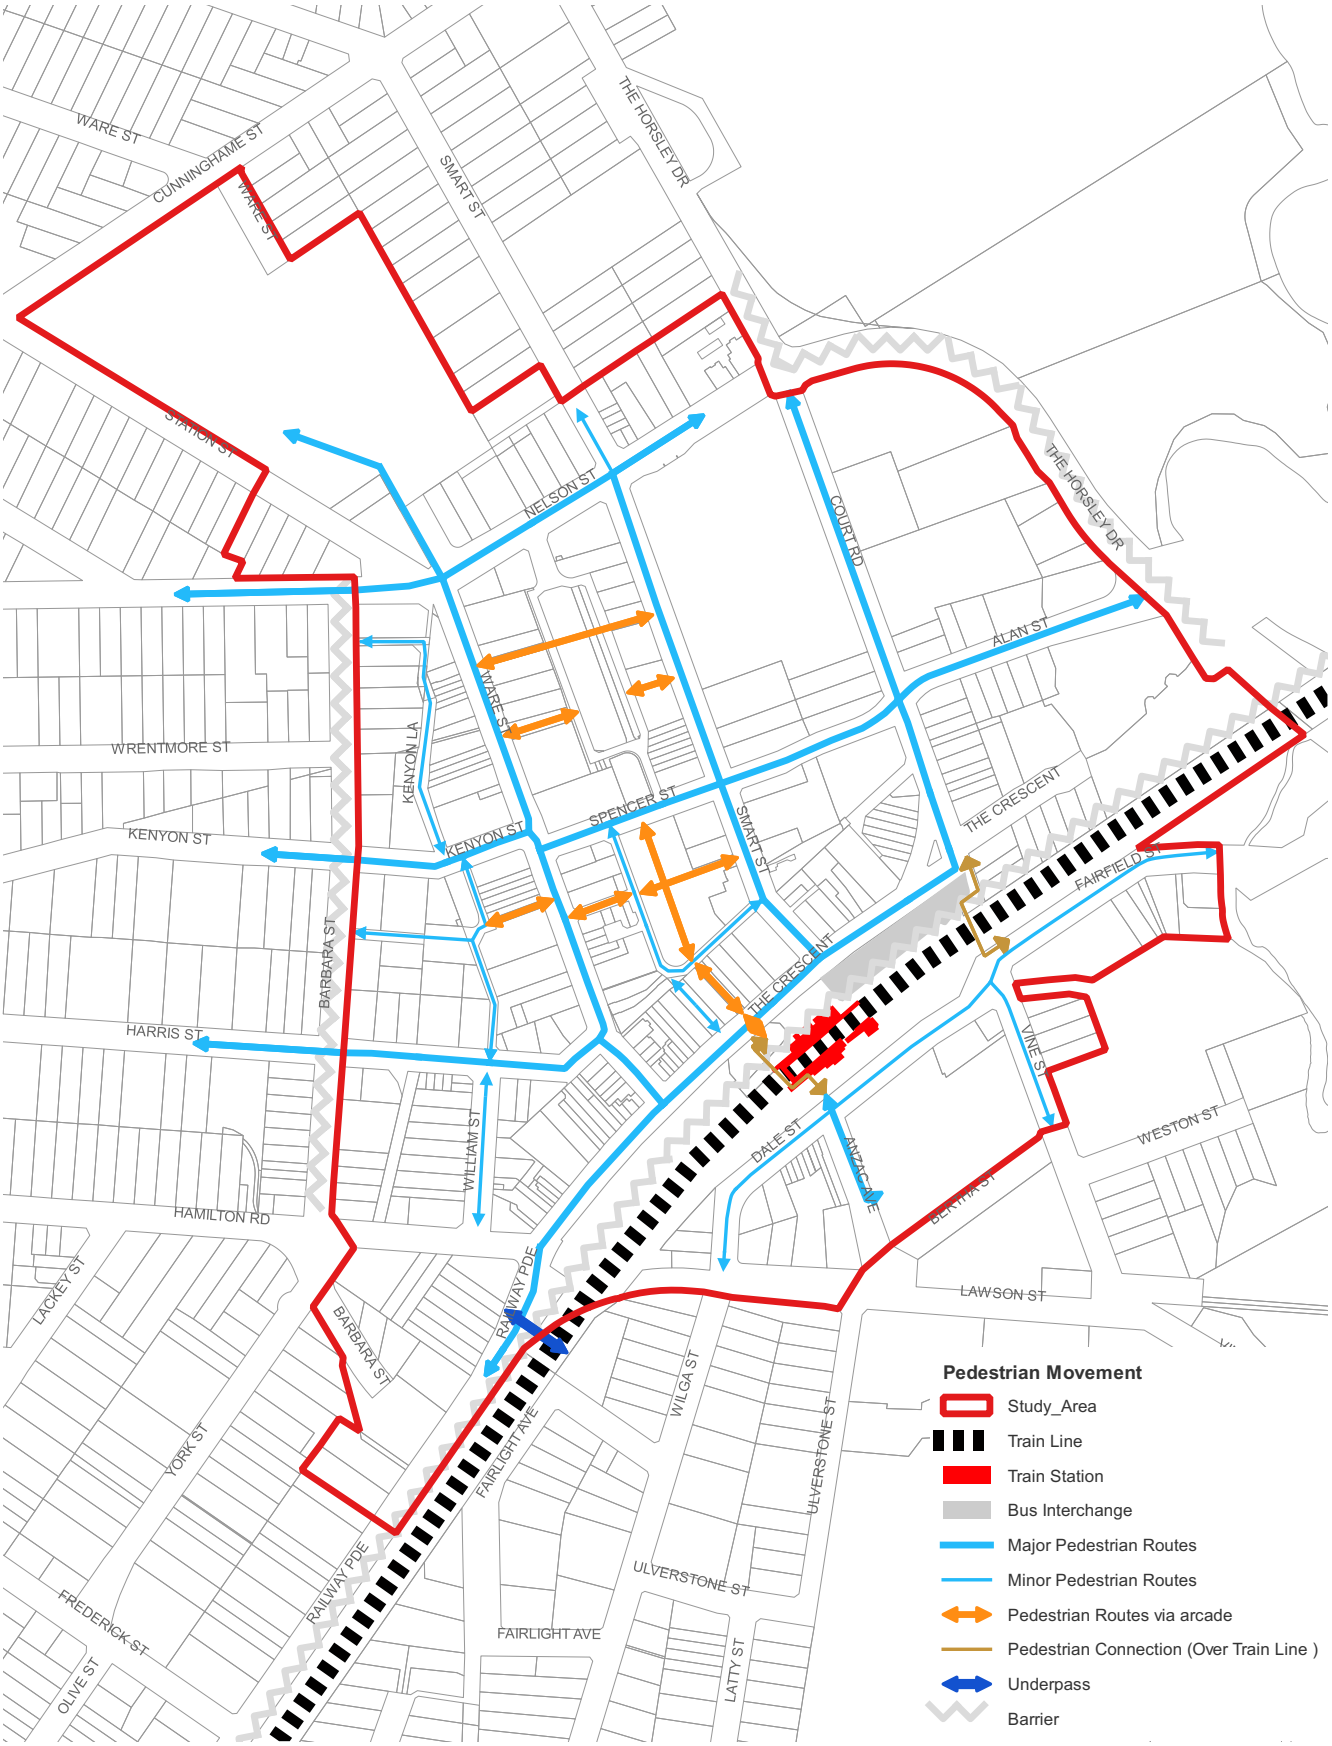 WARE ST
CUNNINGHAME ST
WARE ST
SMART ST
THE HORSLEY DR
STATION ST
NELSON ST
COURT RD
THE HORSLEY DR
ALAN ST
WARE ST
WRENTMORE ST
KENYON LA
KENYON ST
KENYON ST
SPENCER ST
SMART ST
THE CRESCENT
FAIRFIELD ST
BARBARA ST
THE CRESCENT
HARRIS ST
VINE ST
WILLIAM ST
DALE ST
ANZAC AVE
WESTON ST
BERTHA ST
HAMILTON RD
LACKEY ST
RAILWAY PDE
LAWSON ST
BARBARA ST
WILGA ST
ULVERSTONE ST
YORK ST
FAIRLIGHT AVE
RAILWAY PDE
ULVERSTONE ST
FREDERICK ST
FAIRLIGHT AVE
OLIVE ST
LATTY ST
Pedestrian Movement
Study_Area
Train Line
Train Station
Bus Interchange
Major Pedestrian Routes
Minor Pedestrian Routes
Pedestrian Routes via arcade
Pedestrian Connection (Over Train Line )
Underpass
Barrier